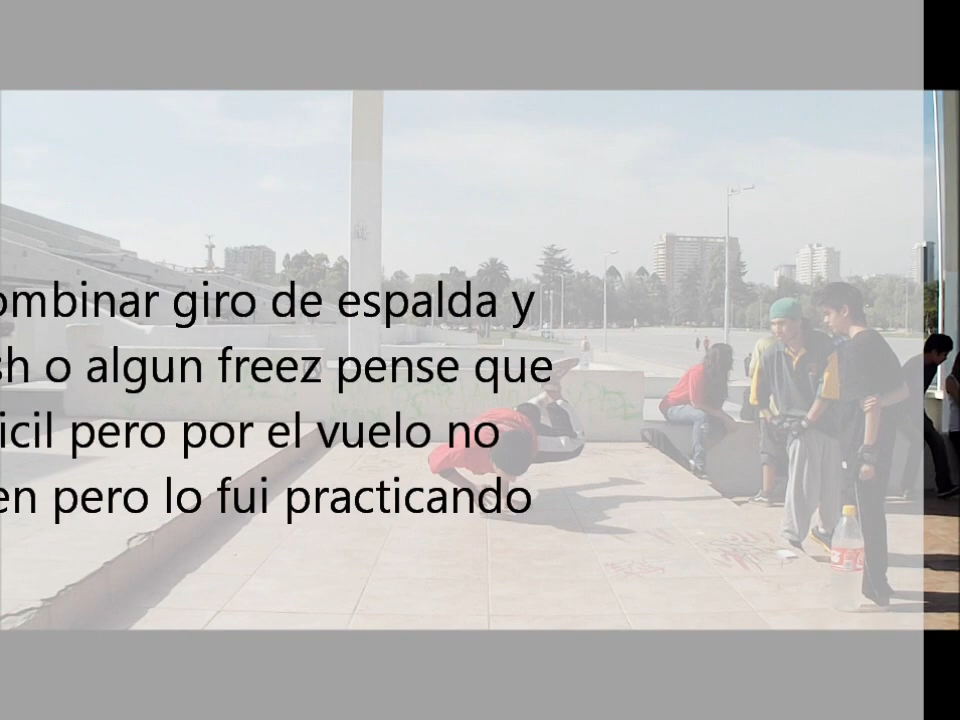 ombinar giro de espalda y
sh o algun freez pense que
icil pero por el vuelo no
en pero lo fui practicando